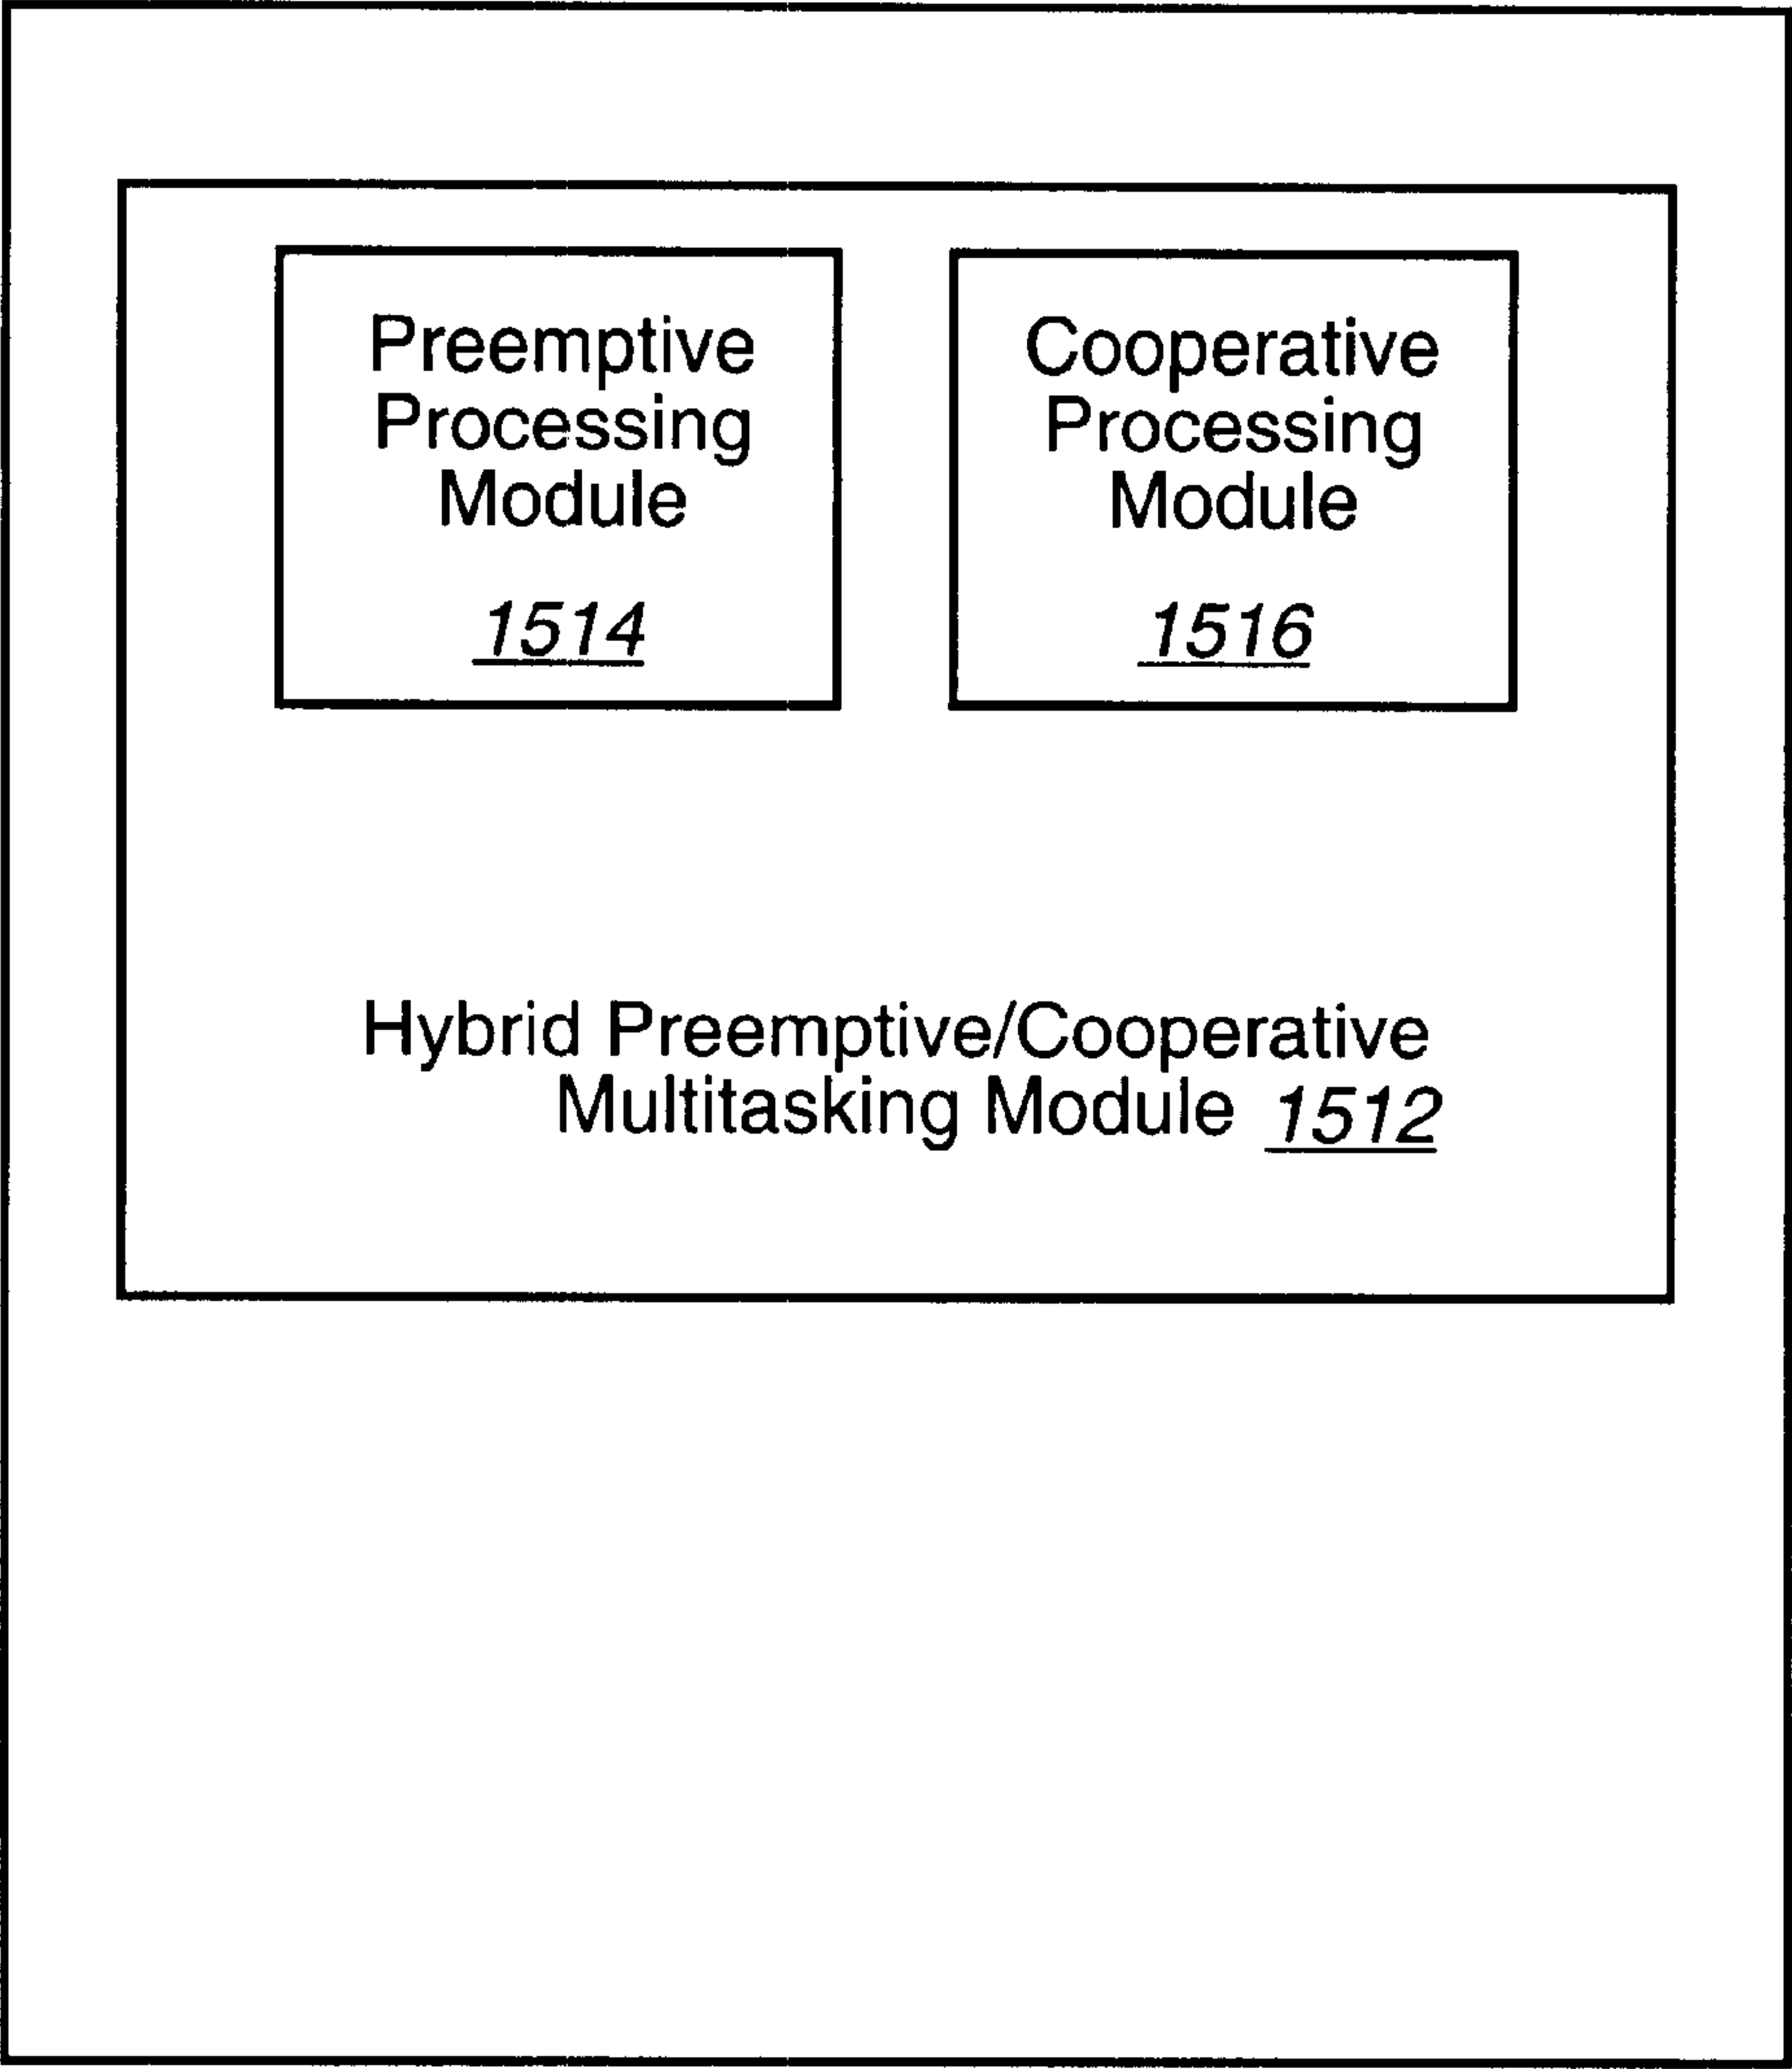 Preemptive
Processing
Module
1514
Cooperative
Processing
Module
1516
Hybrid Preemptive/Cooperative
Multitasking Module 1512